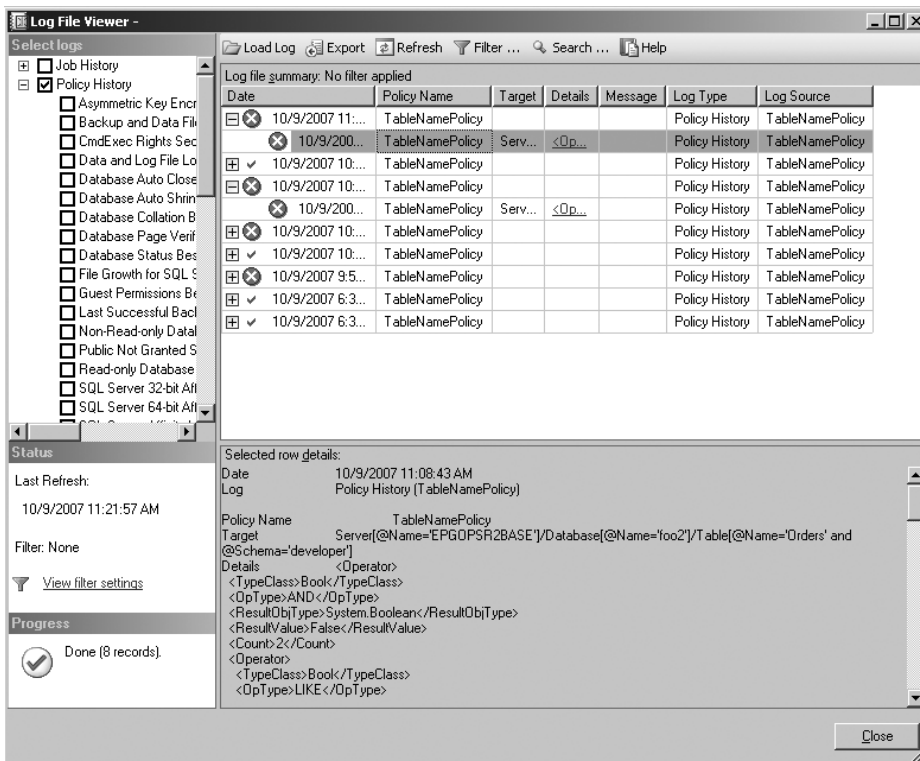 Log File Viewer -
Select logs
Job History
Policy History
Asymmetric Key Encr
Backup and Data File
CmdExec Rights Sec
Data and Log File Lo
Database Auto Close
Database Auto Shrin
Database Collation B
Database Page Verif
Database Status Bes
File Growth for SQL S
Guest Permissions Be
Last Successful Back
Non-Read-only Datal
Public Not Granted S
Read-only Database
SQL Server 32-bit Aff
SQL Server 64-bit Aff
Load Log Export Refresh Filter ... Search ... Help
Log file summary: No filter applied
Date Policy Name Target Details Message Log Type Log Source
10/9/2007 11:... TableNamePolicy Policy History TableNamePolicy
10/9/200... TableNamePolicy Serv... <Op... Policy History TableNamePolicy
10/9/2007 10:... TableNamePolicy Policy History TableNamePolicy
10/9/2007 10:... TableNamePolicy Policy History TableNamePolicy
10/9/200... TableNamePolicy Serv... <Op... Policy History TableNamePolicy
10/9/2007 10:... TableNamePolicy Policy History TableNamePolicy
10/9/2007 10:... TableNamePolicy Policy History TableNamePolicy
10/9/2007 9:5... TableNamePolicy Policy History TableNamePolicy
10/9/2007 6:3... TableNamePolicy Policy History TableNamePolicy
10/9/2007 6:3... TableNamePolicy Policy History TableNamePolicy
Status
Last Refresh:
10/9/2007 11:21:57 AM
Filter: None
View filter settings
Progress
Done (8 records).
Selected row details:
Date 10/9/2007 11:08:43 AM
Log Policy History (TableNamePolicy)
Policy Name TableNamePolicy
Target Server[@Name='EPGOPSR2BASE']/Database[@Name='foo2']/Table[@Name='Orders' and
@Schema='developer']
Details <Operator>
<TypeClass>Bool</TypeClass>
<OpType>AND</OpType>
<ResultObjType>System.Boolean</ResultObjType>
<ResultValue>False</ResultValue>
<Count>2</Count>
<Operator>
<TypeClass>Bool</TypeClass>
<OpType>LIKE</OpType>
Close